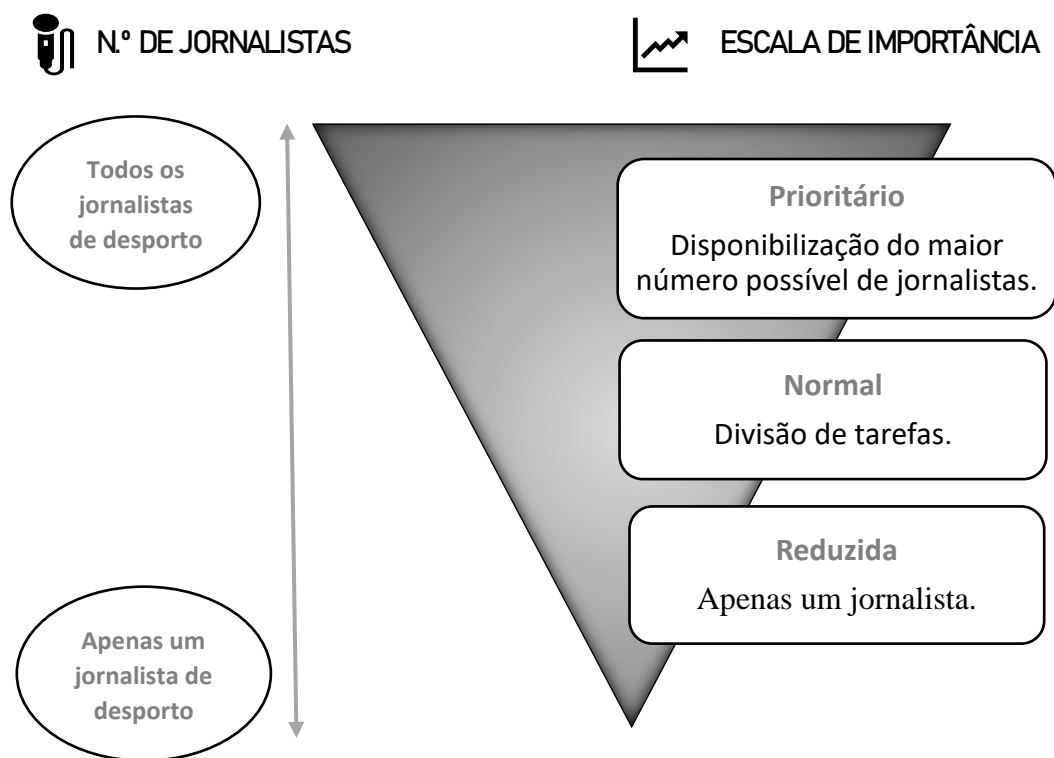 N.º DE JORNALISTAS
ESCALA DE IMPORTÂNCIA
Todos os
jornalistas
de desporto
Prioritário
Disponibilização do maior
número possível de jornalistas.
Normal
Divisão de tarefas.
Reduzida
Apenas um jornalista.
Apenas um
jornalista de
desporto